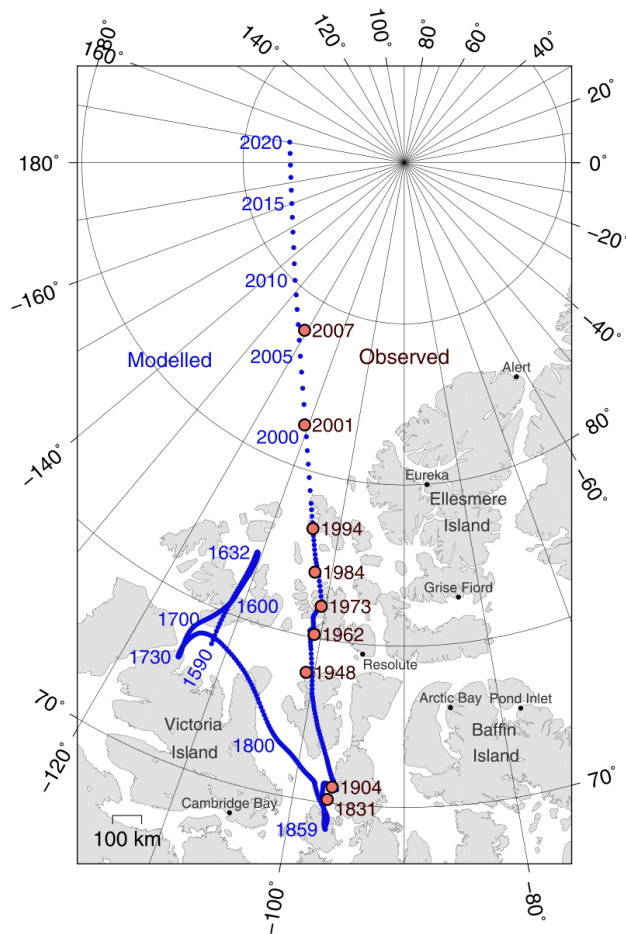 180°
160°
140°
120°
100°
80°
60°
40°
20°
0°
−20°
−40°
−60°
80°
70°
−80°
−100°
−120°
70°
−140°
−160°
180°
2020
2015
2010
2007
Modelled
2005
Observed
Alert
2001
2000
Eureka
Ellesmere
Island
1994
1632
1984
1600
1973
Grise Fiord
1700
1962
1730
1590
1948
Resolute
Arctic Bay
Pond Inlet
Victoria
Island
1800
Baffin
Island
1904
1831
Cambridge Bay
1859
100 km